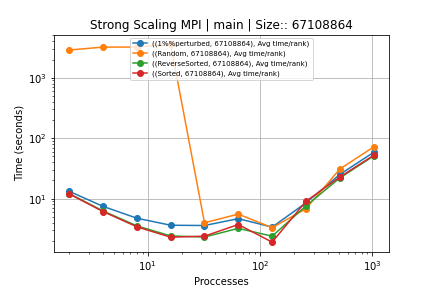 Strong Scaling MPI | main | Size:: 67108864
((1%perturbed, 67108864), Avg time/rank)
((Random, 67108864), Avg time/rank)
((ReverseSorted, 67108864), Avg time/rank)
((Sorted, 67108864), Avg time/rank)
Time (seconds)
10³
10²
10¹
10¹ 10² 10³
Proccesses